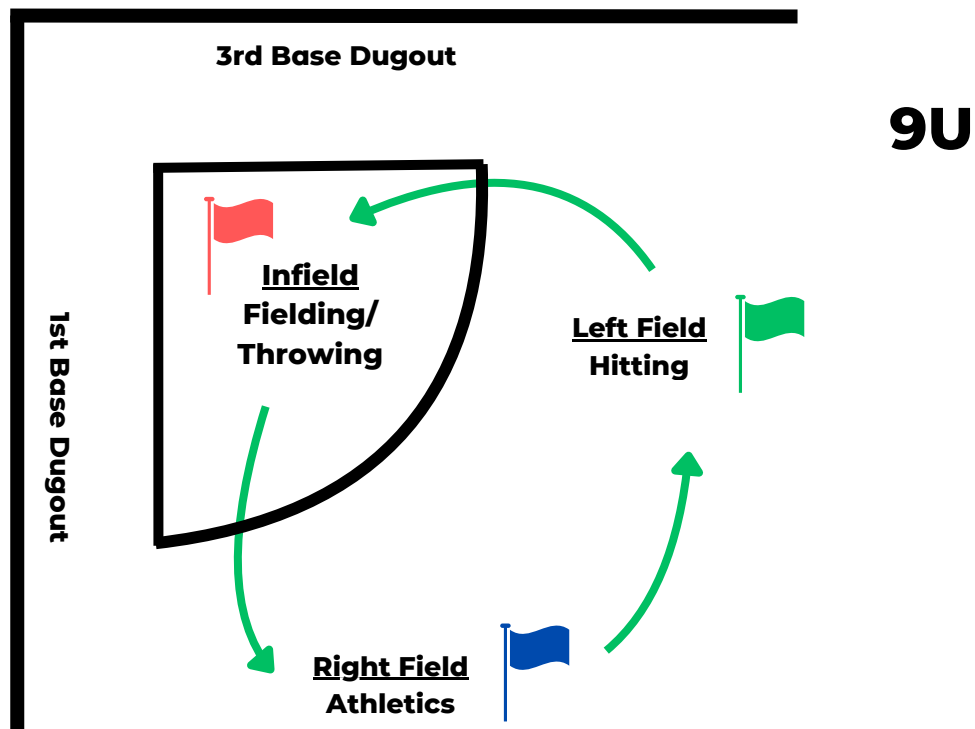 3rd Base Dugout
9U
Infield
Fielding/
Throwing
Left Field
Hitting
1st Base Dugout
Right Field
Athletics